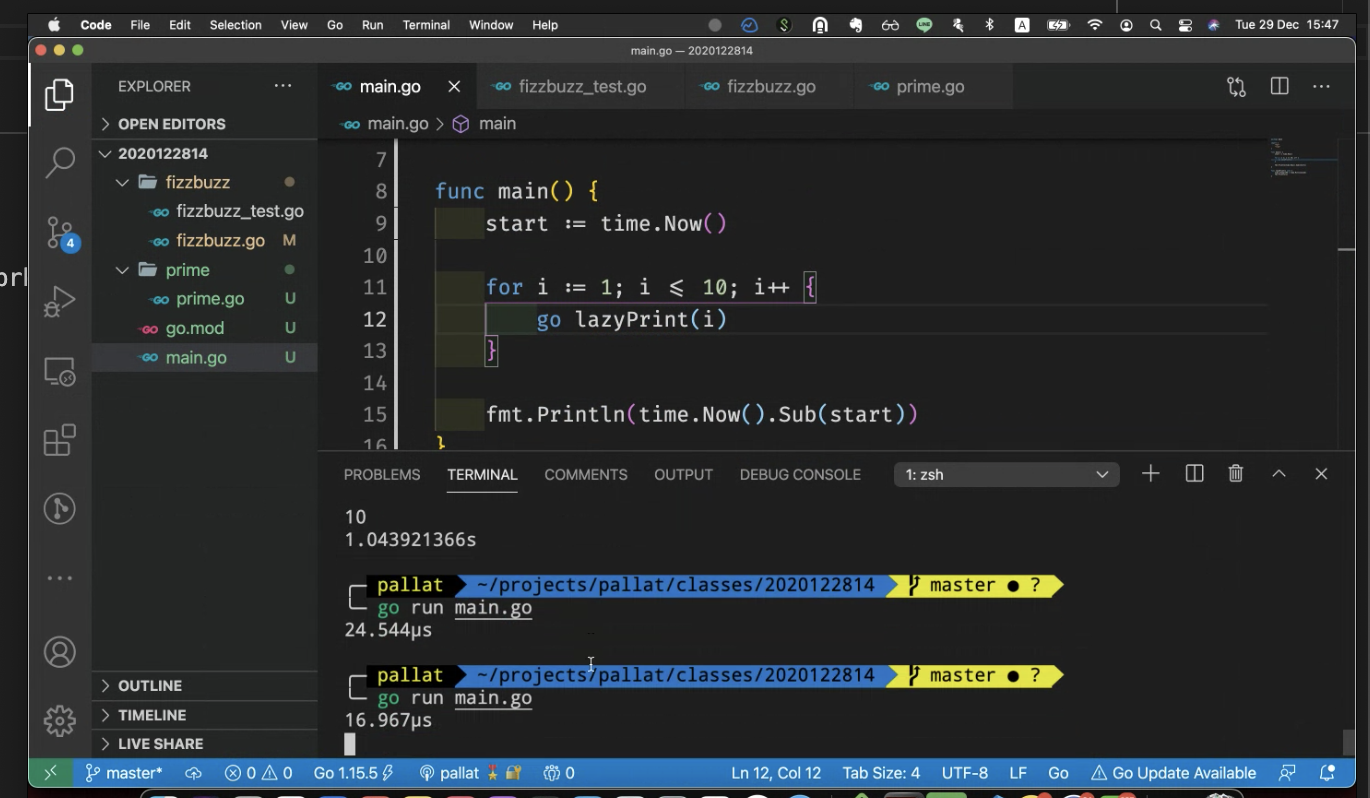 Code File Edit Selection View Go Run Terminal Window Help
A
Tue 29 Dec 15:47
main.go — 2020122814
EXPLORER
main.go
fizzbuzz_test.go
fizzbuzz.go
prime.go
OPEN EDITORS
main.go > main
2020122814
fizzbuzz
fizzbuzz_test.go
fizzbuzz.go M
prime
prime.go U
go.mod U
main.go U
4
7
8 func main() {
9 start := time.Now()
10
11 for i := 1; i <= 10; i++ {
12 go lazyPrint(i)
13 }
14
15 fmt.Println(time.Now().Sub(start))
16 }
PROBLEMS TERMINAL COMMENTS OUTPUT DEBUG CONSOLE 1: zsh
10
1.043921366s
pallat ~/projects/pallat/classes/2020122814 master ● ?
go run main.go
24.544µs
pallat ~/projects/pallat/classes/2020122814 master ● ?
go run main.go
16.967µs
OUTLINE
TIMELINE
LIVE SHARE
master* 0 0 Go 1.15.5 pallat 0 Ln 12, Col 12 Tab Size: 4 UTF-8 LF Go Go Update Available